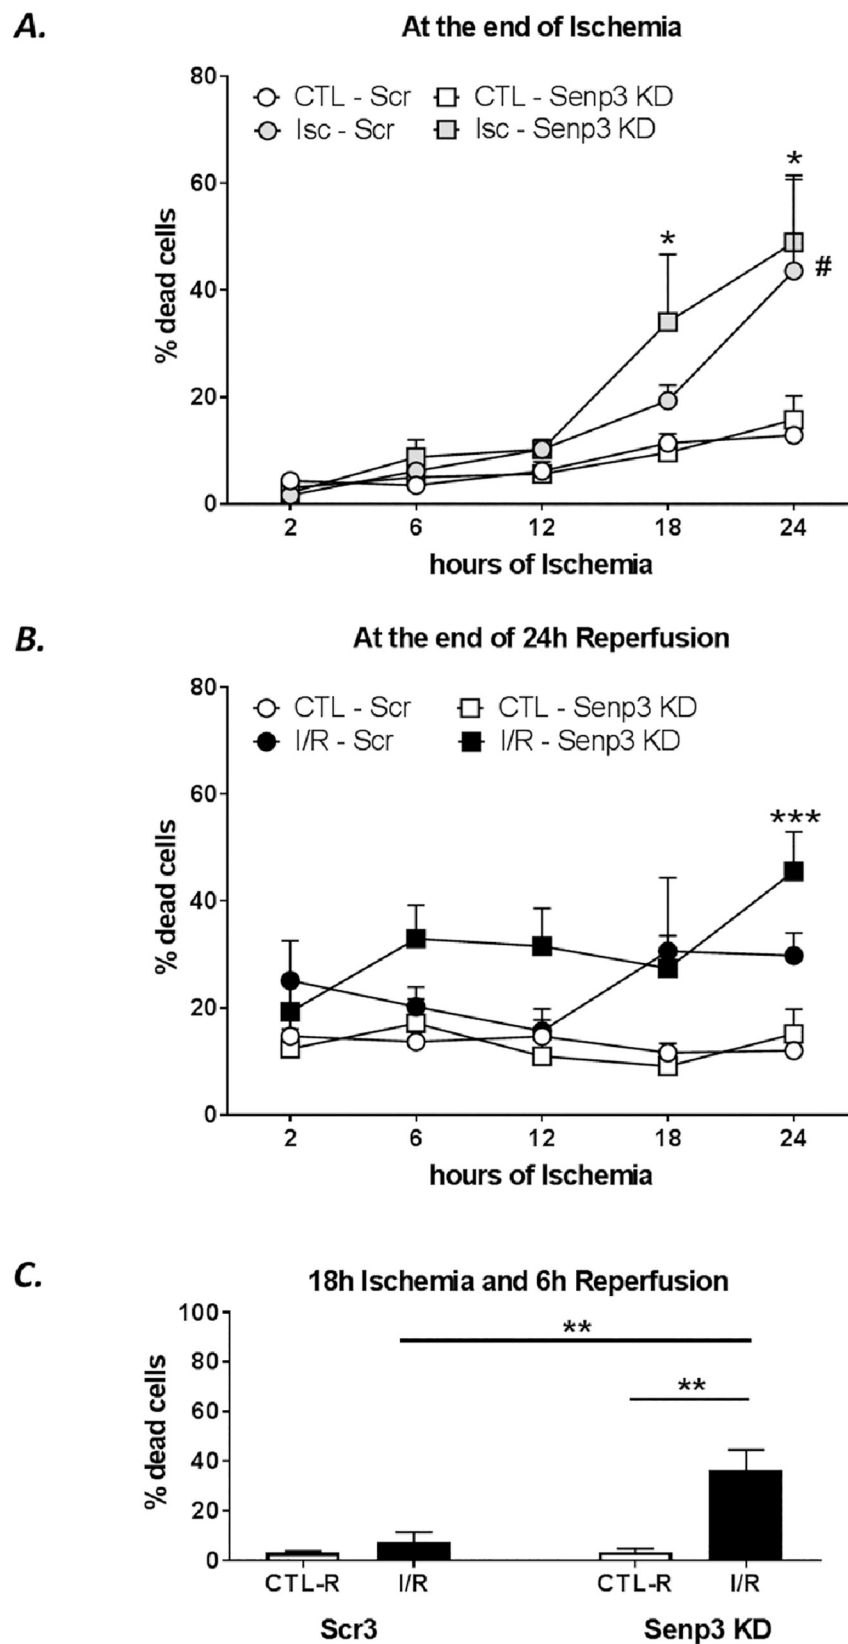 A.
At the end of Ischemia
80
60
40
20
0
% dead cells
CTL - Scr CTL - Senp3 KD
Isc - Scr Isc - Senp3 KD
*
*
#
2 6 12 18 24
hours of Ischemia
B.
At the end of 24h Reperfusion
80
60
40
20
0
% dead cells
CTL - Scr CTL - Senp3 KD
I/R - Scr I/R - Senp3 KD
***
2 6 12 18 24
hours of Ischemia
C.
18h Ischemia and 6h Reperfusion
100
80
60
40
20
0
% dead cells
**
**
CTL-R I/R CTL-R I/R
Scr3 Senp3 KD